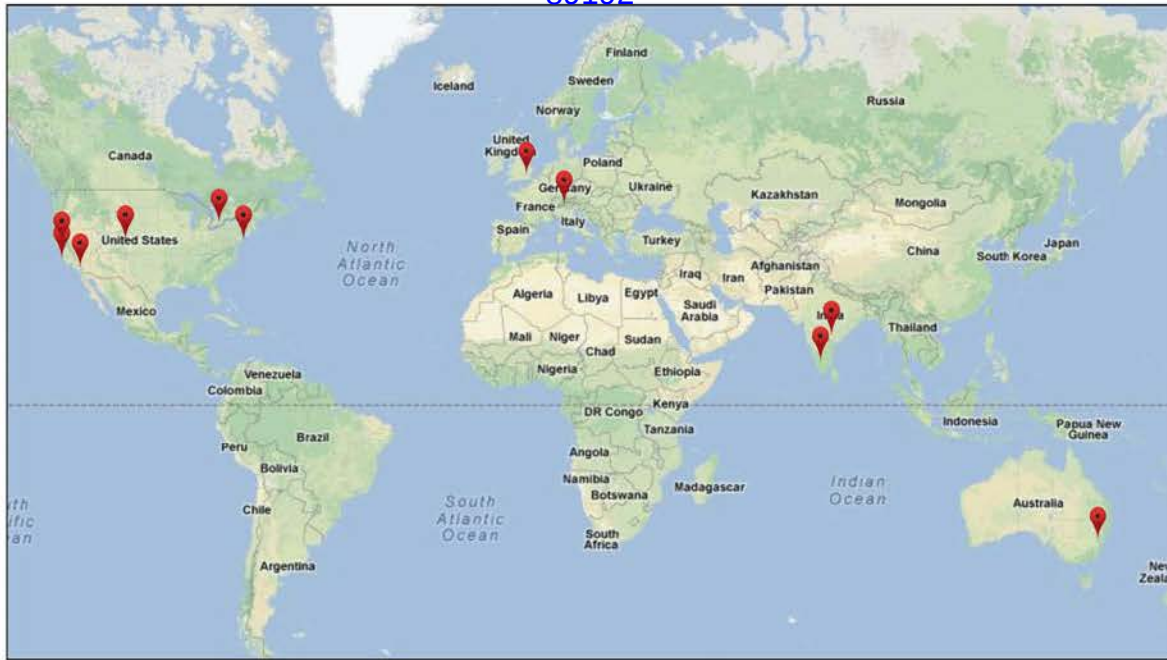 Finland
Iceland
Sweden
Russia
Norway
United
Kingdom
Canada
Poland
Germany
Ukraine
Kazakhstan
France
Mongolia
Italy
United States
Spain
North
Atlantic
Ocean
Turkey
China
Japan
South Korea
Iraq
Iran
Afghanistan
Pakistan
Mexico
Algeria
Libya
Egypt
Saudi
Arabia
India
Thailand
Mali
Niger
Sudan
Chad
Nigeria
Ethiopia
Venezuela
Colombia
Kenya
DR Congo
Indonesia
Papua New
Guinea
Tanzania
Brazil
Peru
Angola
Bolivia
Namibia
Madagascar
Indian
Ocean
Botswana
Australia
Chile
South
Atlantic
Ocean
South
Africa
Argentina